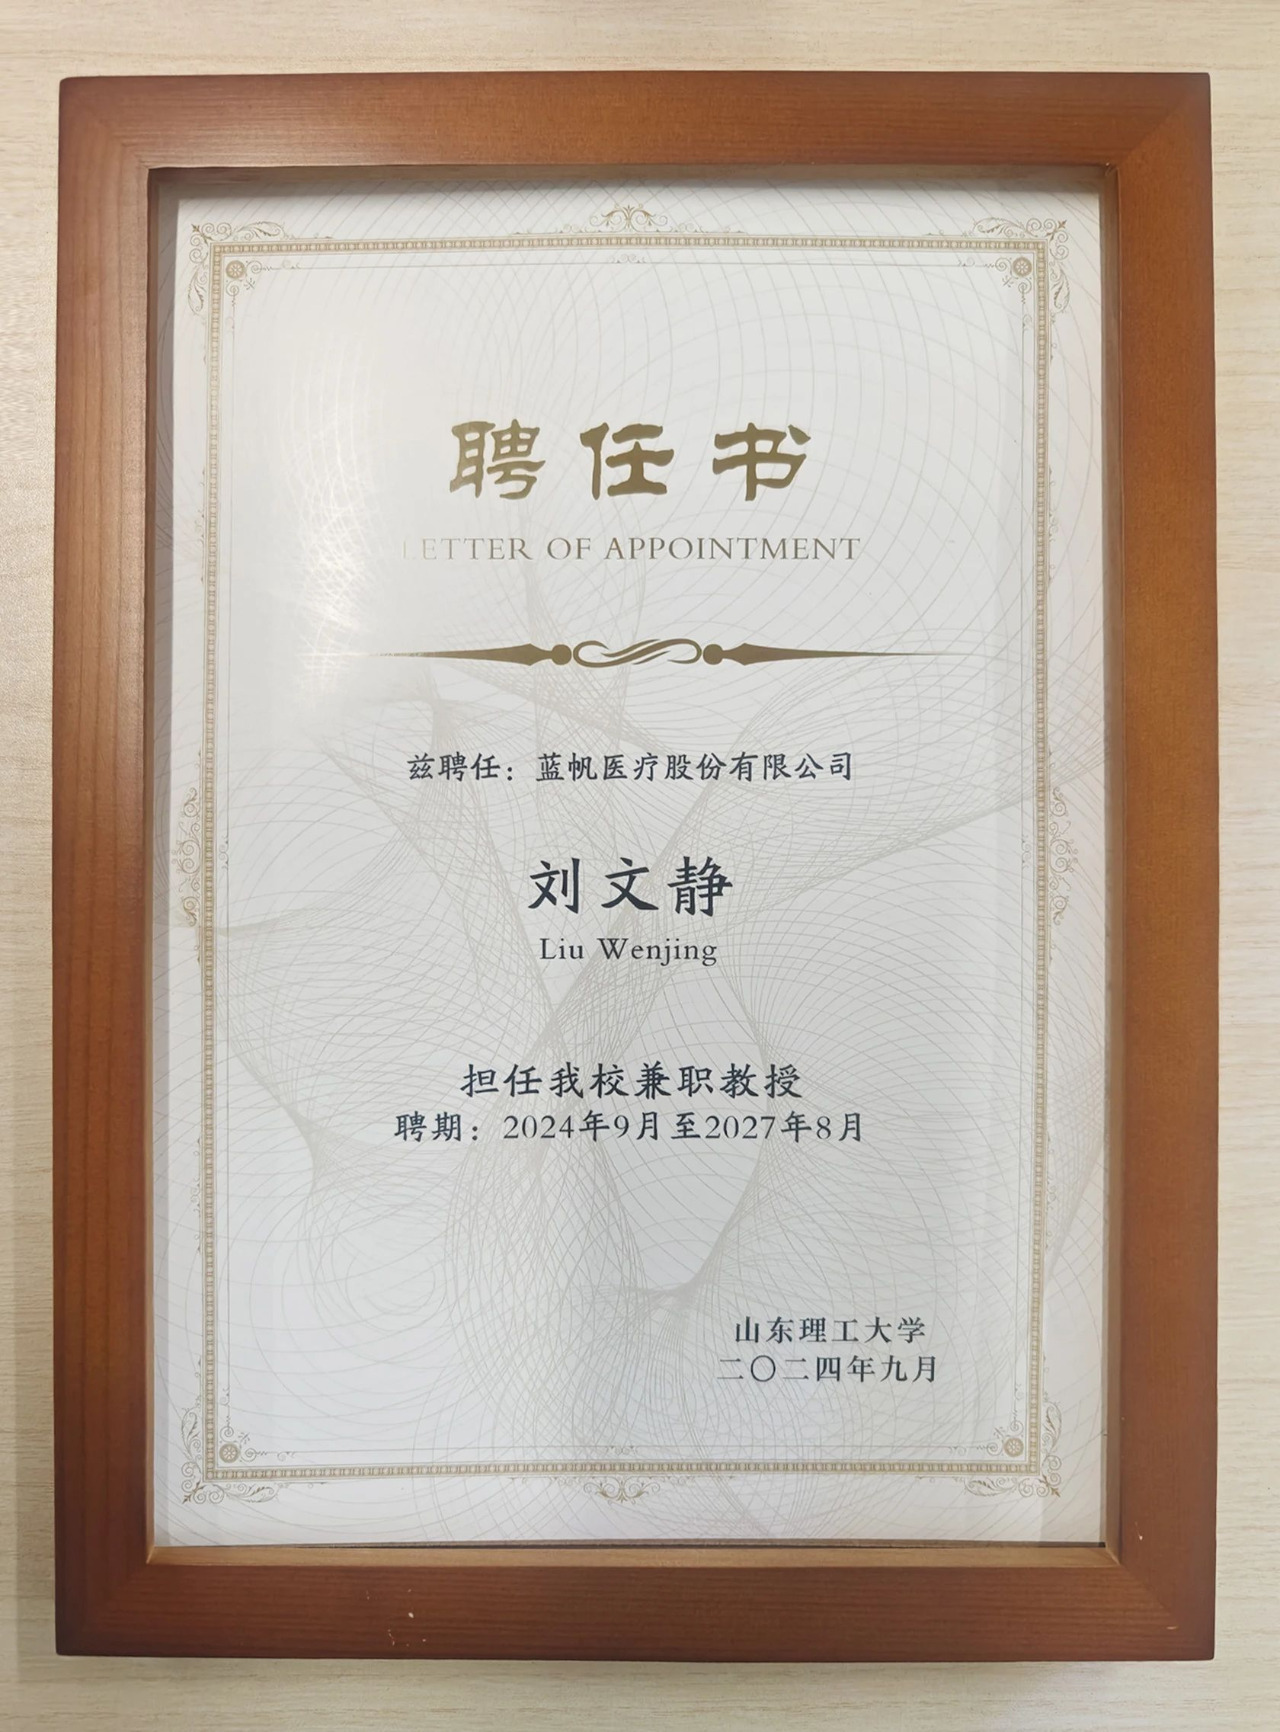 聘任书
LETTER OF APPOINTMENT
兹聘任：蓝帆医疗股份有限公司
刘文静
Liu Wenjing
担任我校兼职教授
聘期：2024年9月至2027年8月
山东理工大学
二〇二四年九月